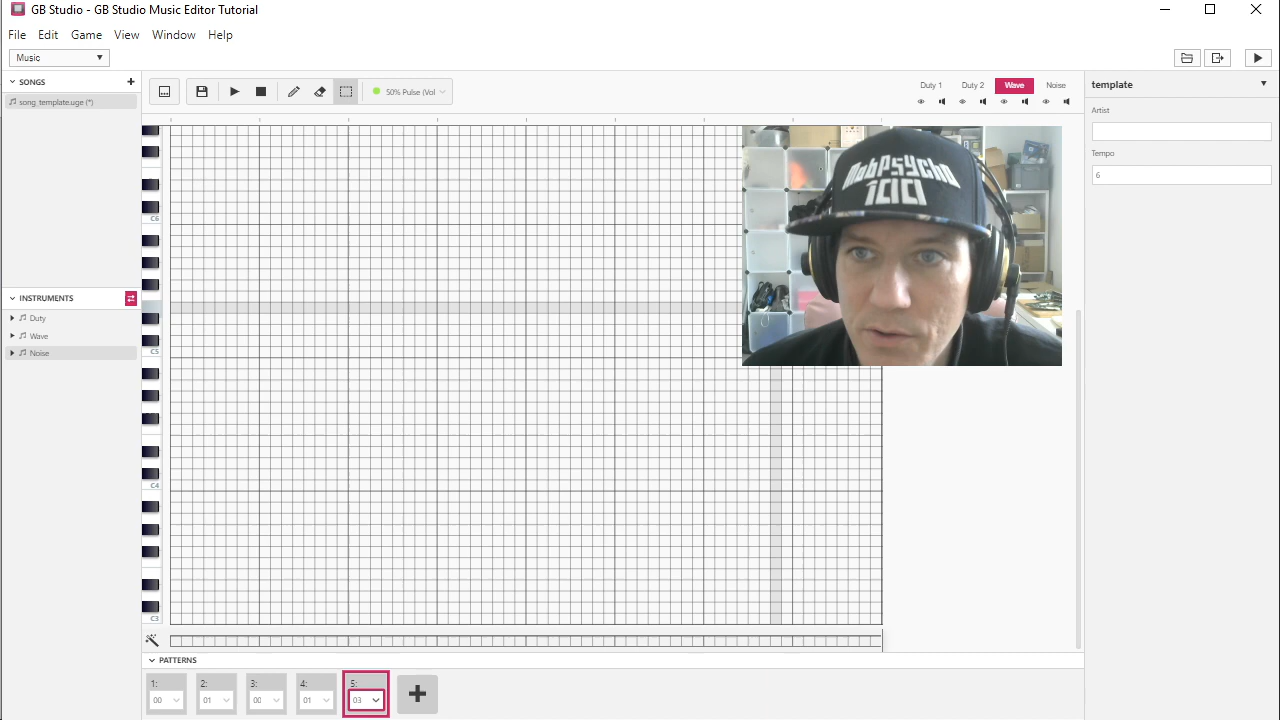 GB Studio - GB Studio Music Editor Tutorial
File Edit Game View Window Help
Music
SONGS
song_template.uge (*)
50% Pulse (Vol
Duty 1 Duty 2 Wave Noise
template
Artist
Tempo
6
INSTRUMENTS
Duty
Wave
Noise
C6
C5
C4
C3
MobPsycho
100
PATTERNS
1: 2: 3: 4: 5:
00 01 00 01 03